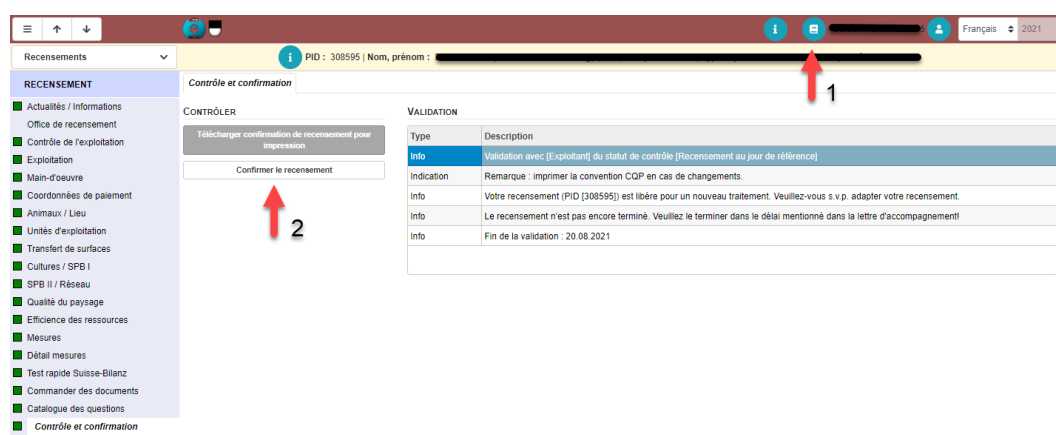 Français 2021
Recensements
PID : 308595 | Nom, prénom :
1
RECENSEMENT
Contrôle et confirmation
Actualités / Informations
Office de recensement
Contrôle de l'exploitation
Exploitation
Main-d'oeuvre
Coordonnées de paiement
Animaux / Lieu
Unités d'exploitation
Transfert de surfaces
Cultures / SPB I
SPB II / Réseau
Qualité du paysage
Efficience des ressources
Mesures
Détail mesures
Test rapide Suisse-Bilanz
Commander des documents
Catalogue des questions
Contrôle et confirmation
CONTRÔLER
Télécharger confirmation de recensement pour
impression
Confirmer le recensement
2
VALIDATION
Type Description
Info Validation avec [Exploitant] du statut de contrôle [Recensement au jour de référence]
Indication Remarque : imprimer la convention CQP en cas de changements.
Info Votre recensement (PID [308595]) est libère pour un nouveau traitement. Veuillez-vous s.v.p. adapter votre recensement.
Info Le recensement n'est pas encore terminé. Veuillez le terminer dans le délai mentionné dans la lettre d'accompagnement!
Info Fin de la validation : 20.08.2021